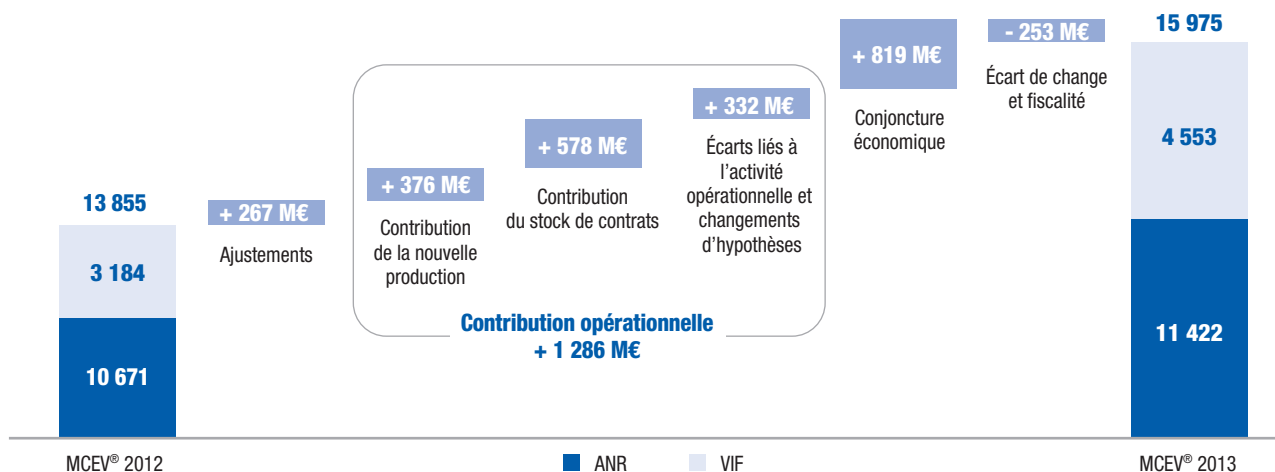 13 855
3 184
10 671
MCEV® 2012
+ 267 M€
Ajustements
+ 376 M€
Contribution
de la nouvelle
production
+ 578 M€
Contribution
du stock de contrats
+ 332 M€
Écarts liés à
l’activité
opérationnelle et
changements
d’hypothèses
Contribution opérationnelle
+ 1 286 M€
+ 819 M€
Conjoncture
économique
- 253 M€
Écart de change
et fiscalité
15 975
4 553
11 422
MCEV® 2013
ANR
VIF